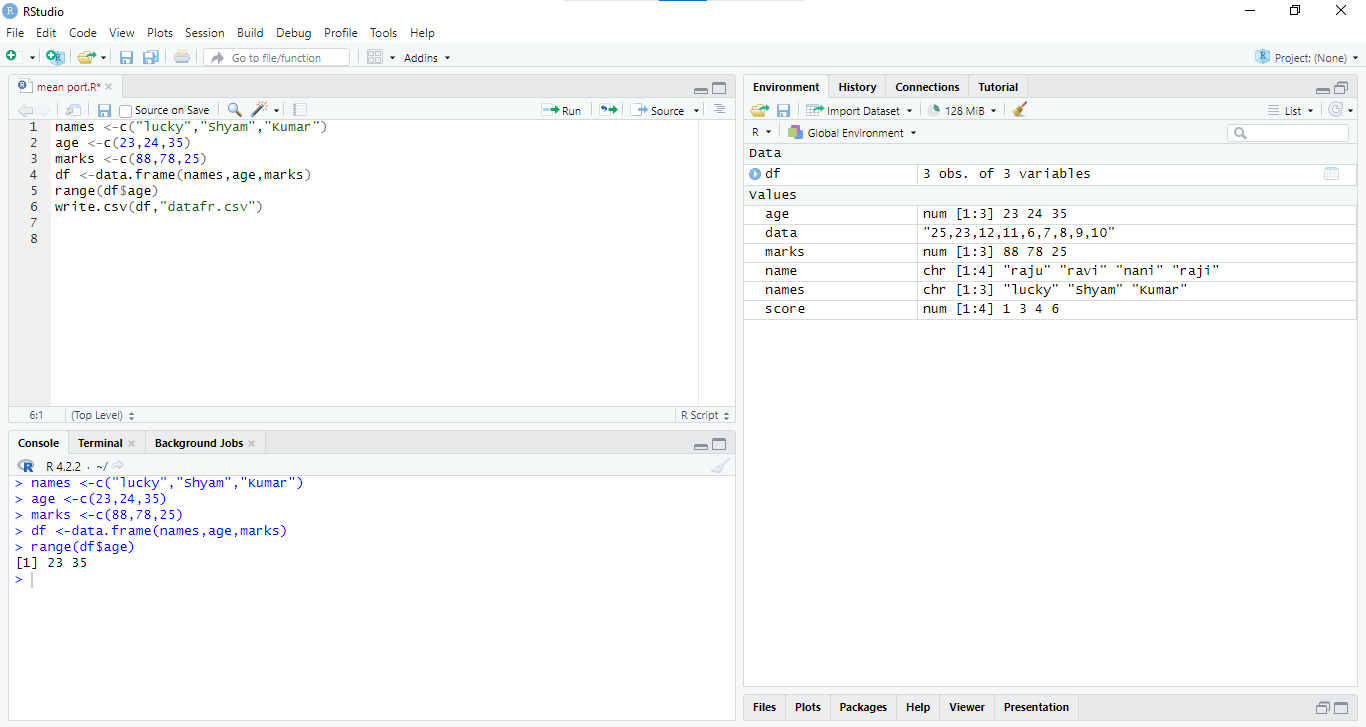 RStudio
File Edit Code View Plots Session Build Debug Profile Tools Help
Go to file/function Addins Project: (None)
mean port.R*
Source on Save Run Source
1 names <-c("lucky","Shyam","Kumar")
2 age <-c(23,24,35)
3 marks <-c(88,78,25)
4 df <-data.frame(names,age,marks)
5 range(df$age)
6 write.csv(df,"datafr.csv")
7
8
6:1 (Top Level) R Script
Console Terminal Background Jobs
R 4.2.2 · ~/
> names <-c("lucky","Shyam","Kumar")
> age <-c(23,24,35)
> marks <-c(88,78,25)
> df <-data.frame(names,age,marks)
> range(df$age)
[1] 23 35
>
Environment History Connections Tutorial
Import Dataset 128 MiB List
R Global Environment
Data
df 3 obs. of 3 variables
Values
age num [1:3] 23 24 35
data "25,23,12,11,6,7,8,9,10"
marks num [1:3] 88 78 25
name chr [1:4] "raju" "ravi" "nani" "raji"
names chr [1:3] "lucky" "Shyam" "Kumar"
score num [1:4] 1 3 4 6
Files Plots Packages Help Viewer Presentation